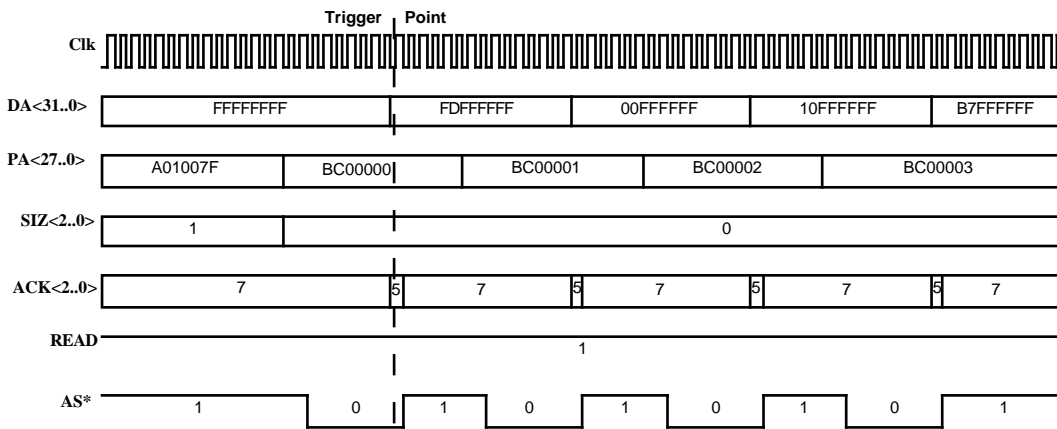 Trigger Point
Clk
DA<31..0> FFFFFFFF FDFFFFFF 00FFFFFF 10FFFFFF B7FFFFFF
PA<27..0> A01007F BC00000 BC00001 BC00002 BC00003
SIZ<2..0> 1 0
ACK<2..0> 7 5 7 5 7 5 7 5 7
READ 1
AS* 1 0 1 0 1 0 1 0 1